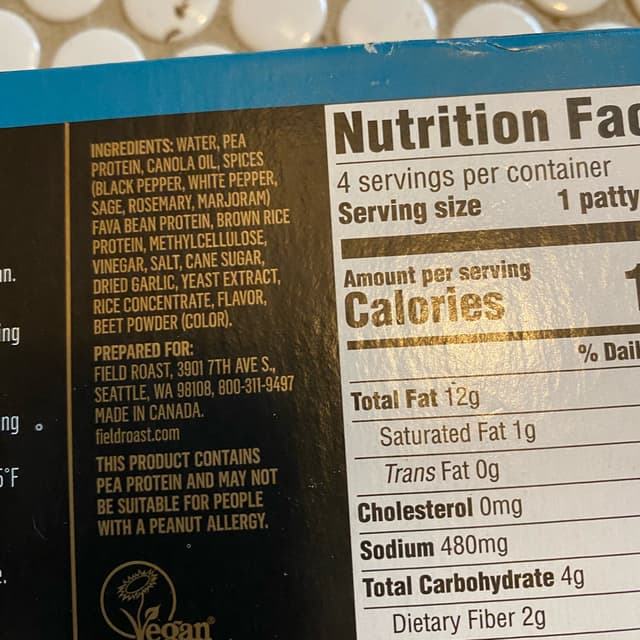 INGREDIENTS: WATER, PEA
PROTEIN, CANOLA OIL, SPICES
(BLACK PEPPER, WHITE PEPPER,
SAGE, ROSEMARY, MARJORAM)
FAVA BEAN PROTEIN, BROWN RICE
PROTEIN, METHYLCELLULOSE,
VINEGAR, SALT, CANE SUGAR,
DRIED GARLIC, YEAST EXTRACT,
RICE CONCENTRATE, FLAVOR,
BEET POWDER (COLOR).
PREPARED FOR:
FIELD ROAST, 3901 7TH AVE S.,
SEATTLE, WA 98108, 800-311-9497
MADE IN CANADA.
fieldroast.com
THIS PRODUCT CONTAINS
PEA PROTEIN AND MAY NOT
BE SUITABLE FOR PEOPLE
WITH A PEANUT ALLERGY.
Vegan
Nutrition Fac
4 servings per container
Serving size 1 patty
Amount per serving
Calories 1
% Dail
Total Fat 12g
Saturated Fat 1g
Trans Fat 0g
Cholesterol 0mg
Sodium 480mg
Total Carbohydrate 4g
Dietary Fiber 2g